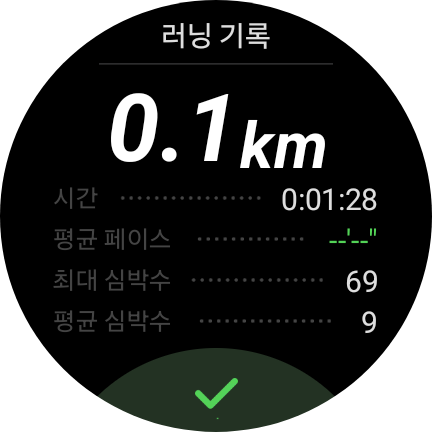 러닝 기록
0.1km
시간 0:01:28
평균 페이스 --'--"
최대 심박수 69
평균 심박수 9